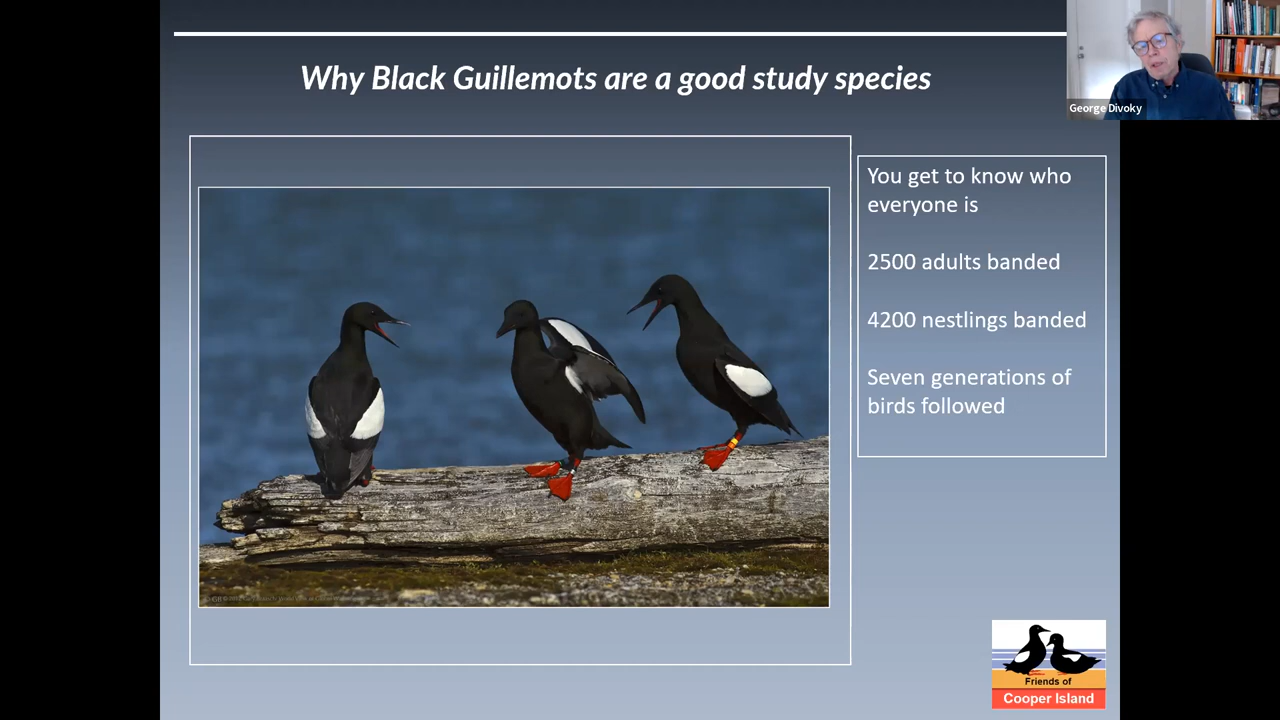 Why Black Guillemots are a good study species
George Divoky
You get to know who
everyone is
2500 adults banded
4200 nestlings banded
Seven generations of
birds followed
Friends of
Cooper Island